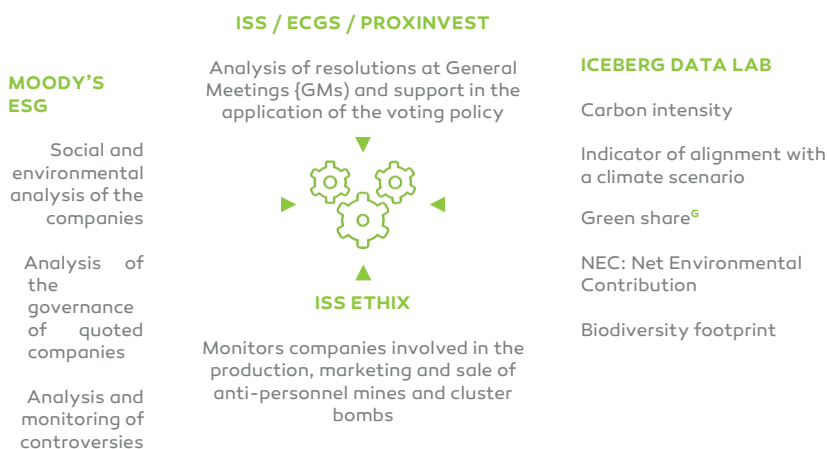 ISS / ECGS / PROXINVEST
Analysis of resolutions at General
Meetings {GMs) and support in the
application of the voting policy
MOODY'S
ESG
Social and
environmental
analysis of the
companies
Analysis of
the
governance
of quoted
companies
Analysis and
monitoring of
controversies
ICEBERG DATA LAB
Carbon intensity
Indicator of alignment with
a climate scenario
Green shareᴳ
NEC: Net Environmental
Contribution
Biodiversity footprint
ISS ETHIX
Monitors companies involved in the
production, marketing and sale of
anti-personnel mines and cluster
bombs